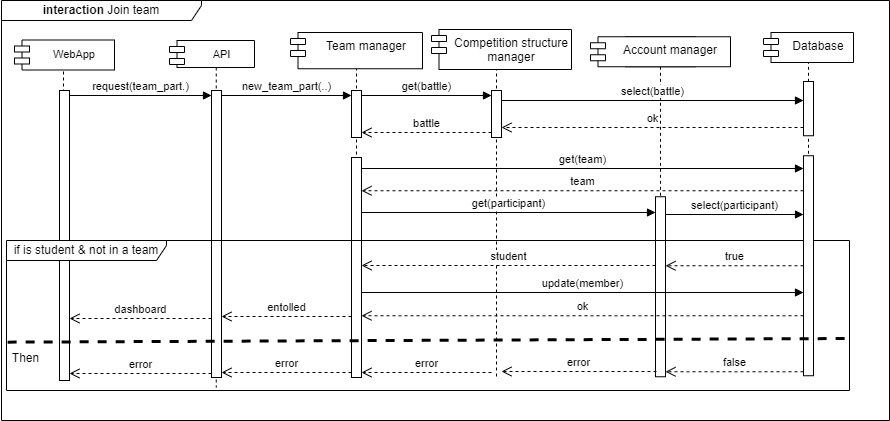 interaction Join team
WebApp
API
Team manager
Competition structure
manager
Account manager
Database
request(team_part.)
new_team_part(..)
get(battle)
select(battle)
battle
ok
get(team)
team
get(participant)
select(participant)
if is student & not in a team
student
true
update(member)
dashboard
entolled
ok
Then
error
error
error
error
false